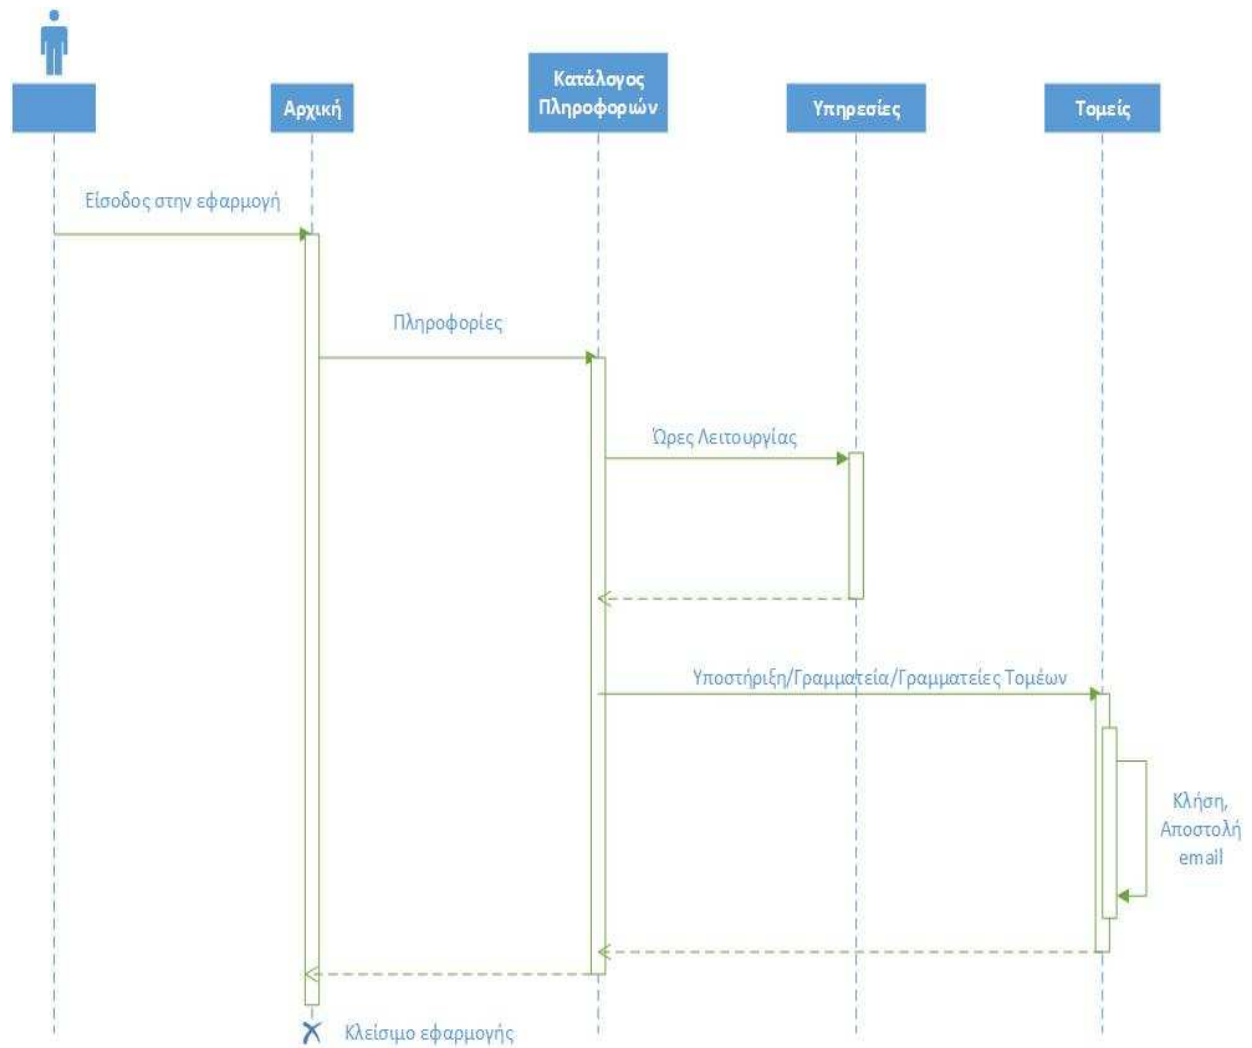 Κατάλογος
Πληροφοριών
Αρχική
Υπηρεσίες
Τομείς
Είσοδος στην εφαρμογή
Πληροφορίες
Ώρες Λειτουργίας
Υποστήριξη/Γραμματεία/Γραμματείες Τομέων
Κλήση,
Αποστολή
email
Κλείσιμο εφαρμογής